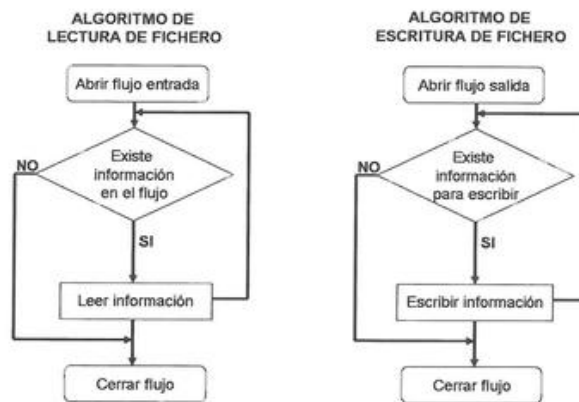 ALGORITMO DE
LECTURA DE FICHERO
Abrir flujo entrada
NO
Existe
información
en el flujo
SI
Leer información
Cerrar flujo
ALGORITMO DE
ESCRITURA DE FICHERO
Abrir flujo salida
NO
Existe
información
para escribir
SI
Escribir información
Cerrar flujo